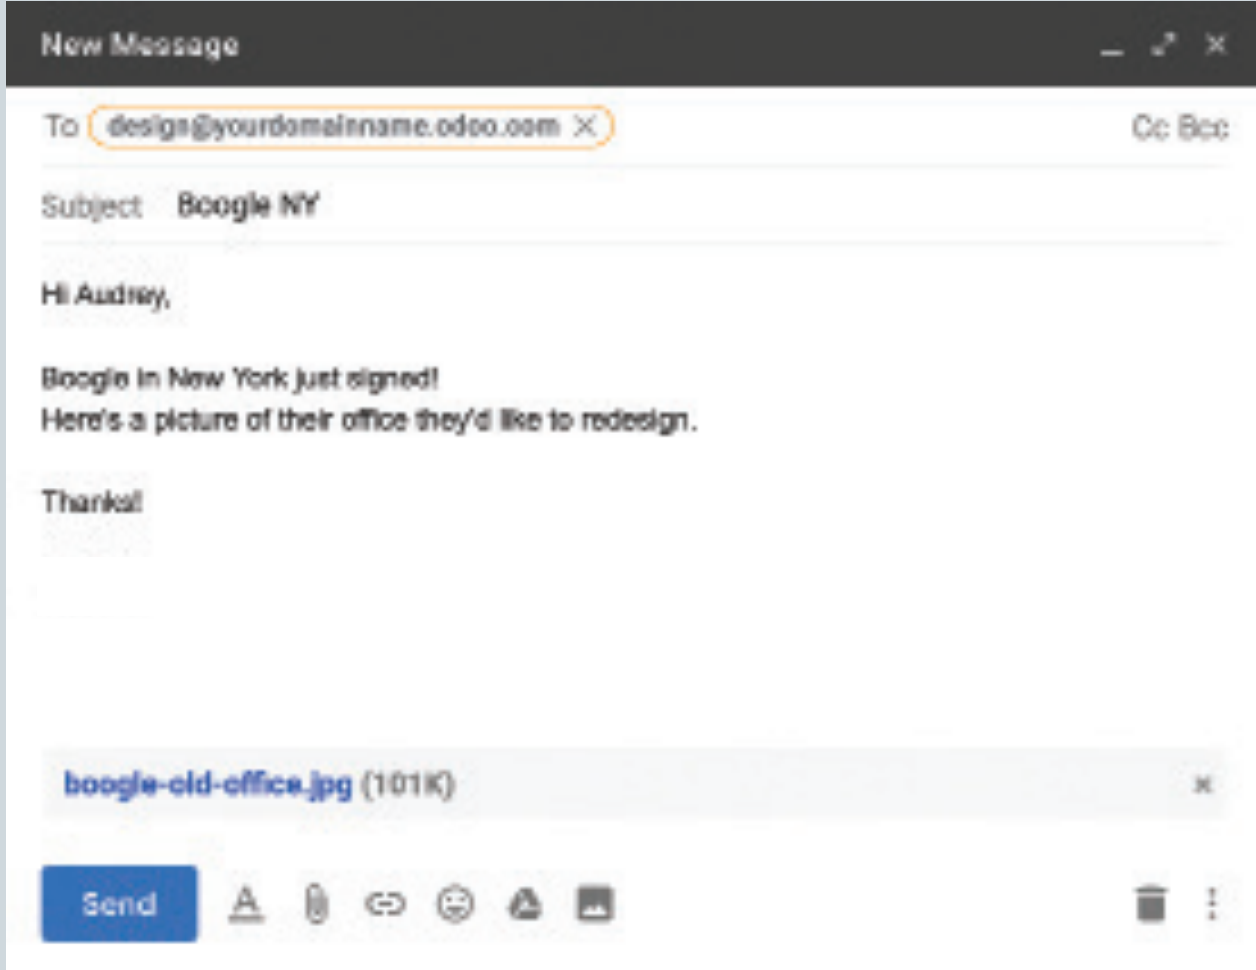 New Message
To design@yourdomainname.odoo.com
Cc Bcc
Subject Boogle NY
Hi Audrey,
Boogle in New York just signed!
Here's a picture of their office they'd like to redesign.
Thanks!
boogle-old-office.jpg (101K)
Send